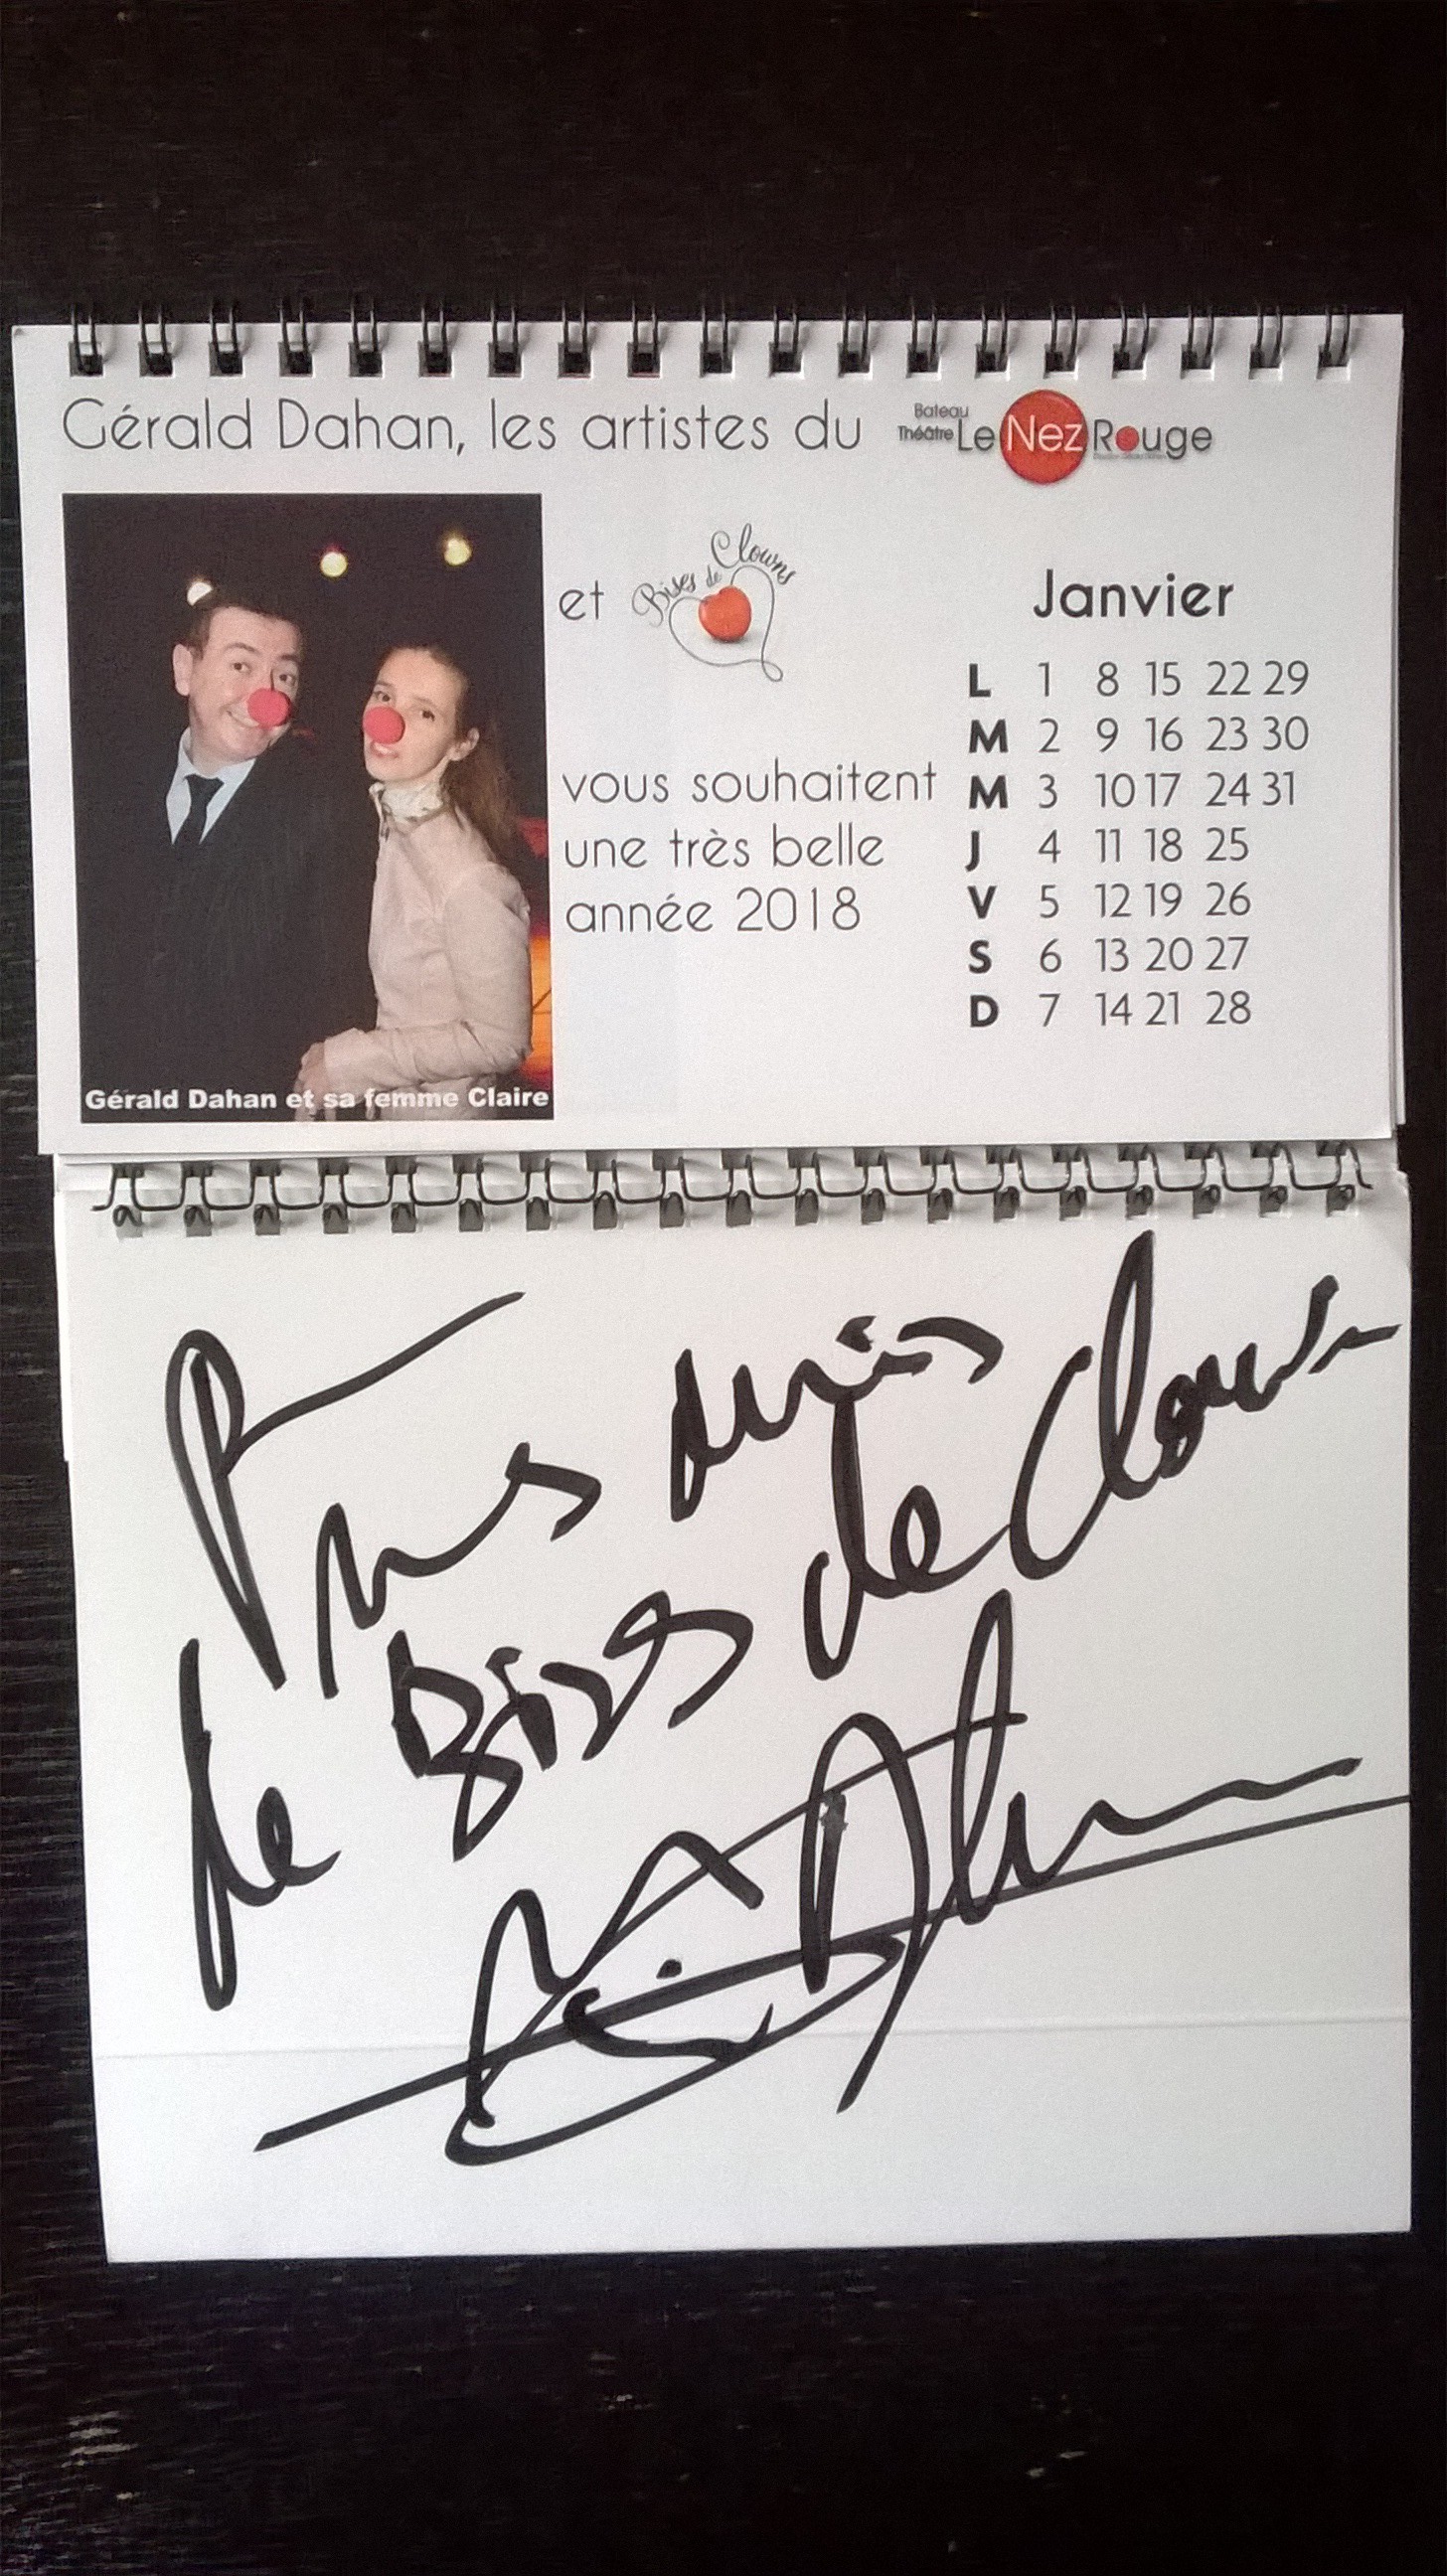 Gérald Dahan, les artistes du Bateau Théâtre Le Nez Rouge
et Bises de Clowns
vous souhaitent
une très belle
année 2018
Gérald Dahan et sa femme Claire
Janvier
L 1 8 15 22 29
M 2 9 16 23 30
M 3 10 17 24 31
J 4 11 18 25
V 5 12 19 26
S 6 13 20 27
D 7 14 21 28
amis
de Bises de Clowns